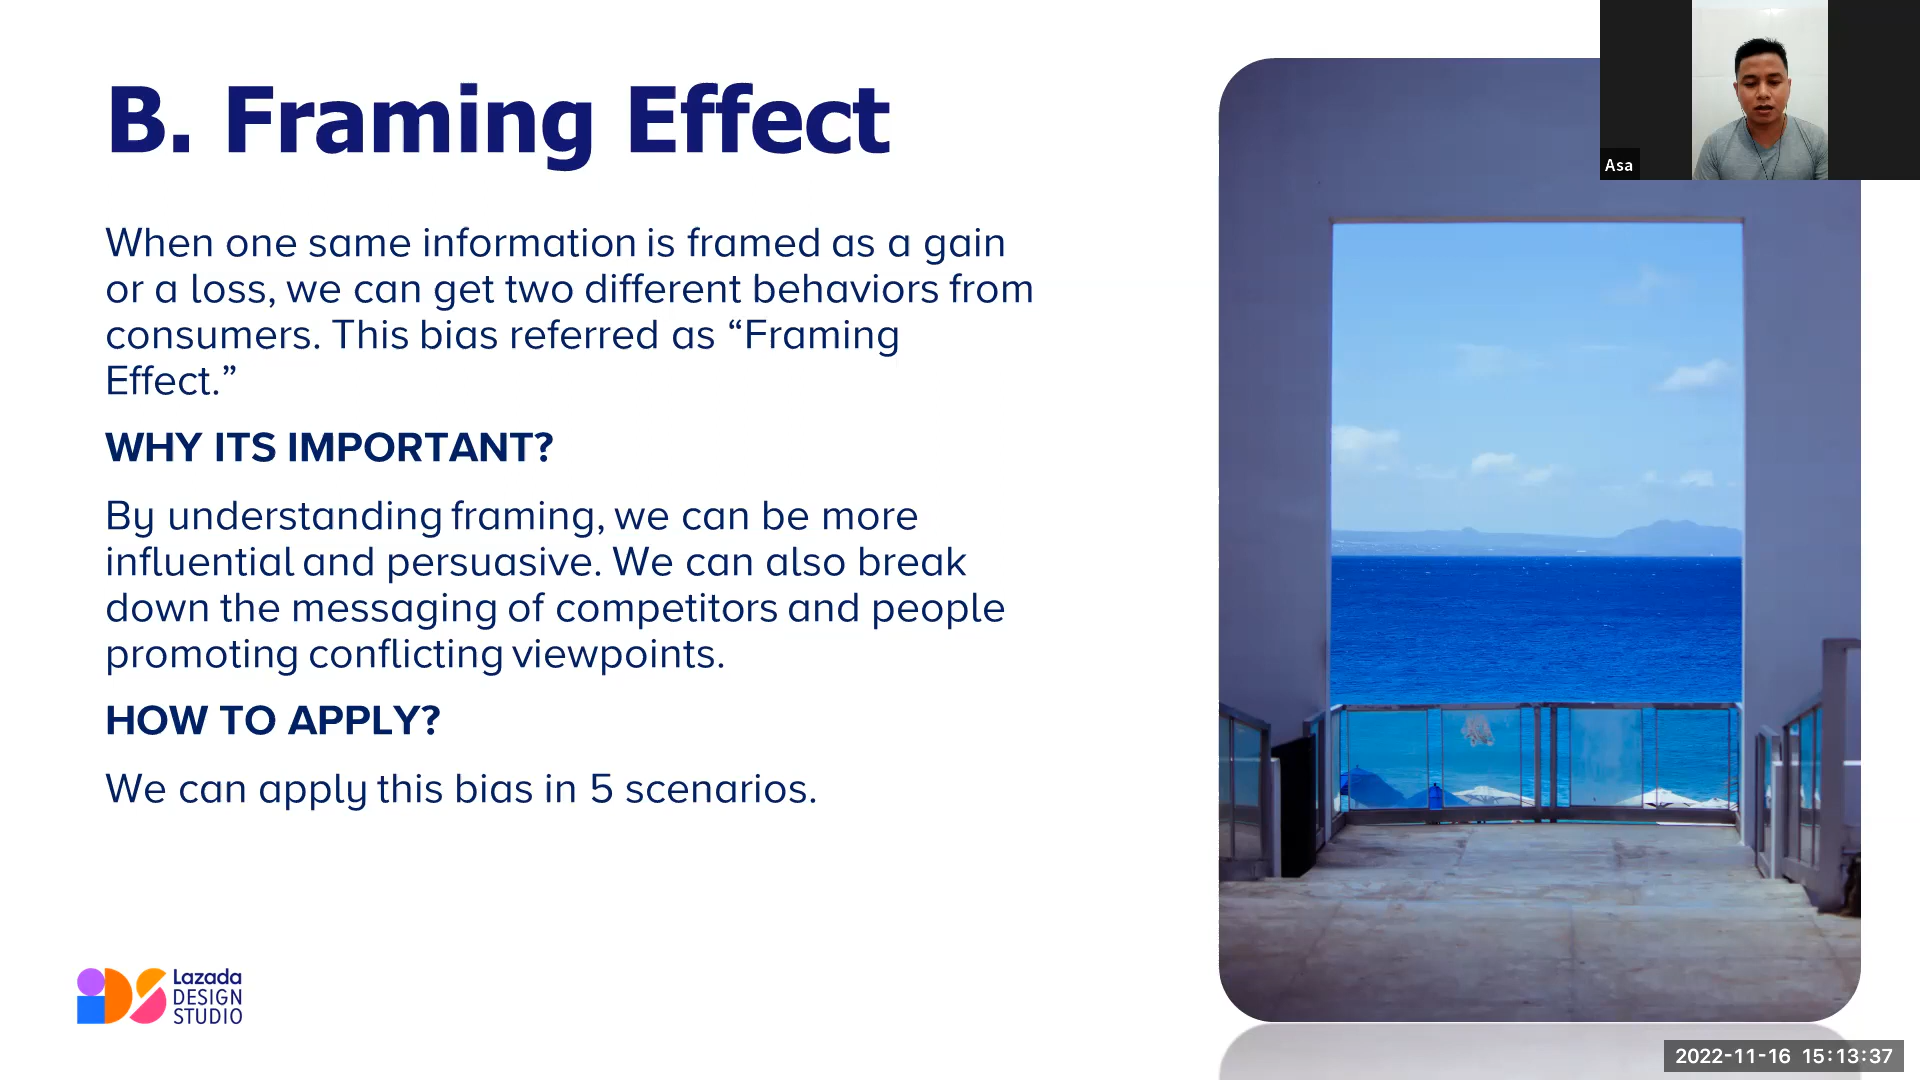 B. Framing Effect
When one same information is framed as a gain
or a loss, we can get two different behaviors from
consumers. This bias referred as “Framing
Effect.”
WHY ITS IMPORTANT?
By understanding framing, we can be more
influential and persuasive. We can also break
down the messaging of competitors and people
promoting conflicting viewpoints.
HOW TO APPLY?
We can apply this bias in 5 scenarios.
Lazada
DESIGN
STUDIO
Asa
2022-11-16 15:13:37